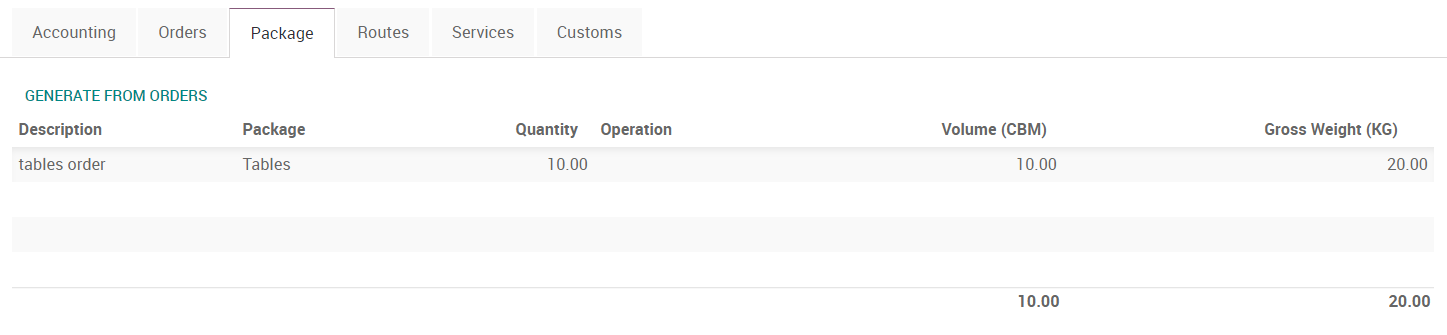 Accounting Orders Package Routes Services Customs
GENERATE FROM ORDERS
Description Package Quantity Operation Volume (CBM) Gross Weight (KG)
tables order Tables 10.00 10.00 20.00
10.00 20.00